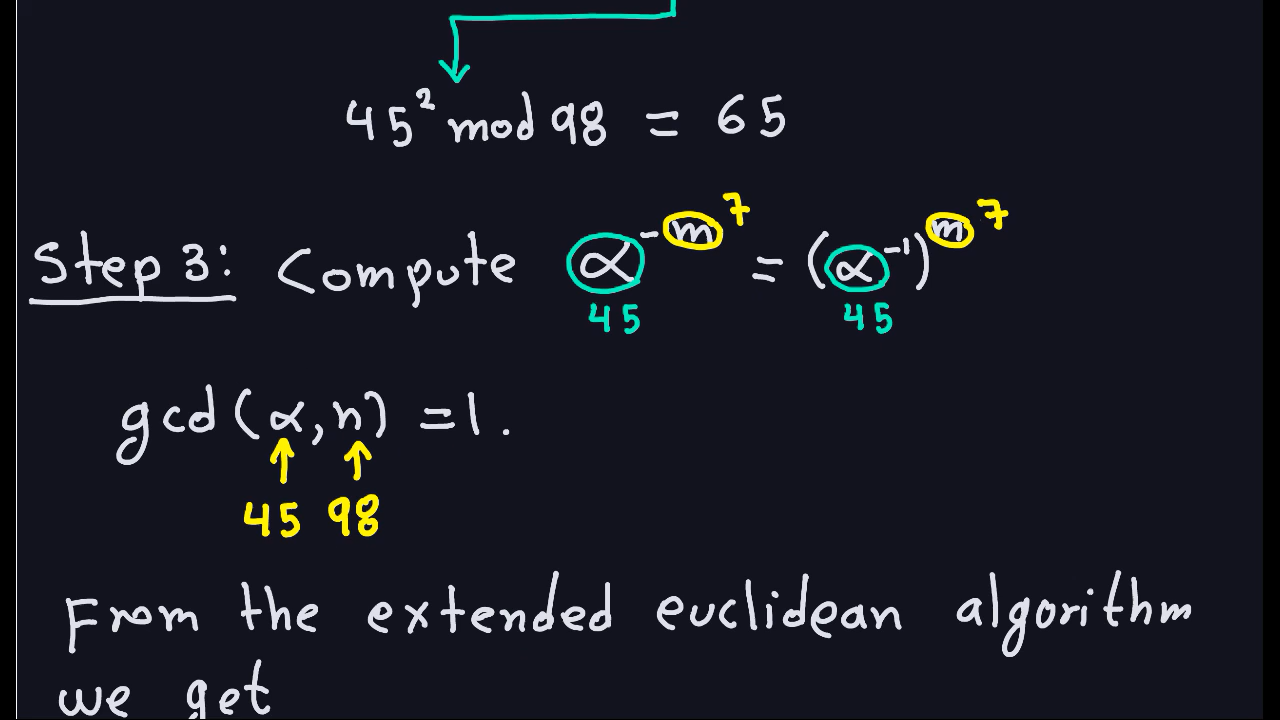 45² mod 98 = 65
Step 3: Compute α^-m 7 = (α^-1)^m 7
45 45
gcd(α, n) = 1.
45 98
From the extended euclidean algorithm
we get